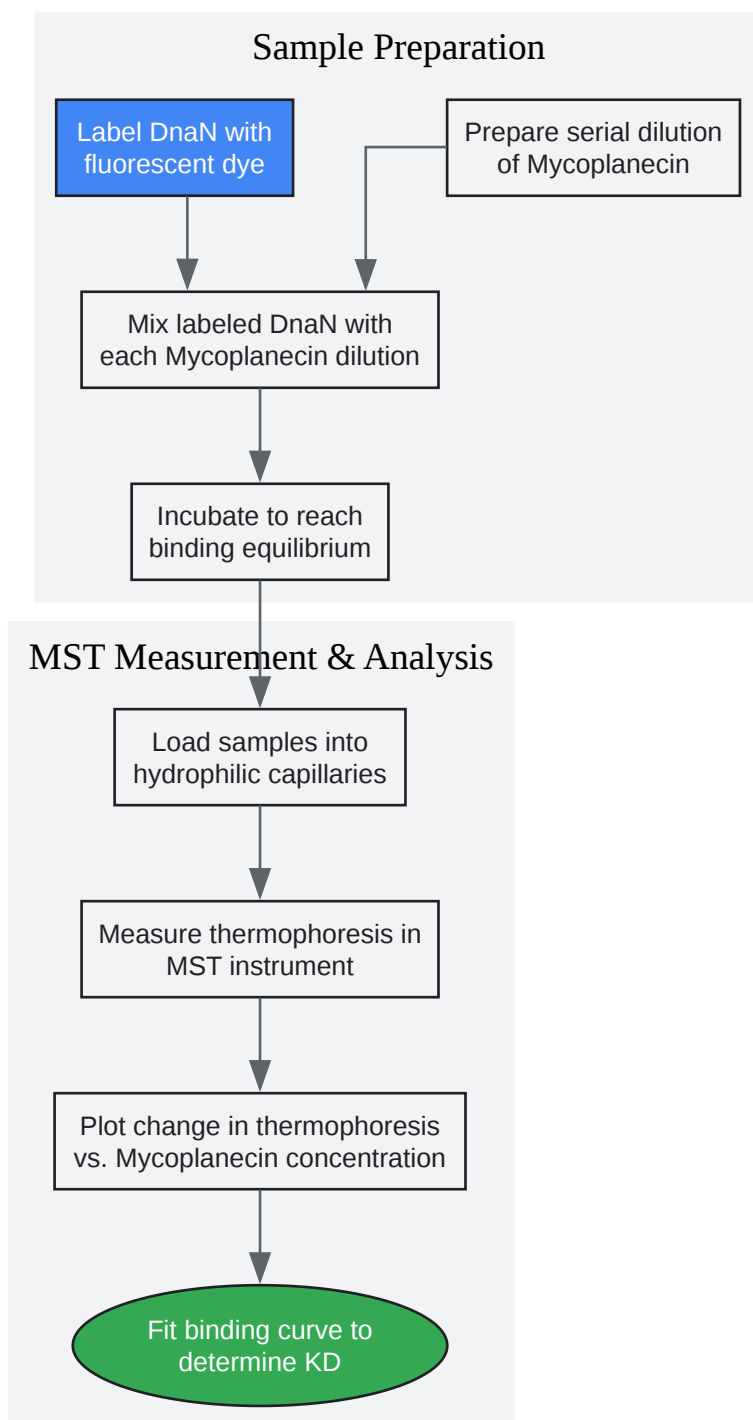 Sample Preparation
Label DnaN with
fluorescent dye
Prepare serial dilution
of Mycoplanecin
Mix labeled DnaN with
each Mycoplanecin dilution
Incubate to reach
binding equilibrium
MST Measurement & Analysis
Load samples into
hydrophilic capillaries
Measure thermophoresis in
MST instrument
Plot change in thermophoresis
vs. Mycoplanecin concentration
Fit binding curve to
determine KD